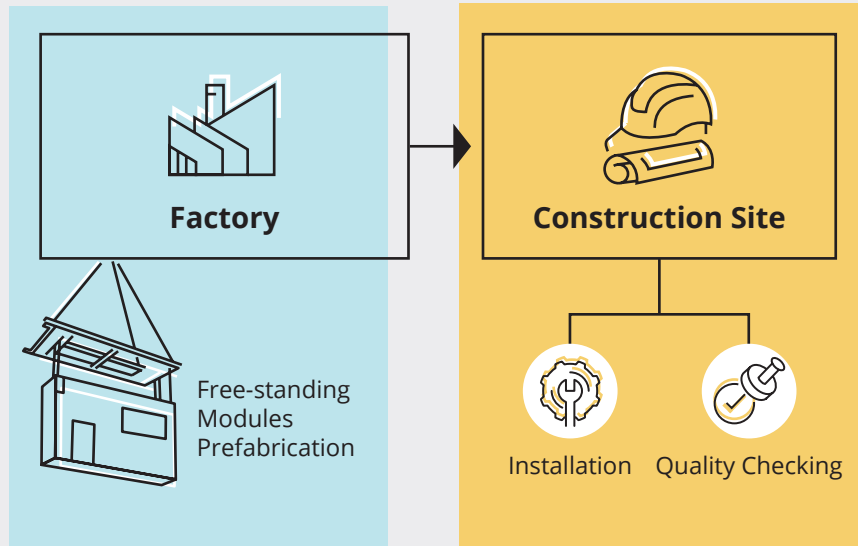 Factory
Free-standing
Modules
Prefabrication
Construction Site
Installation
Quality Checking